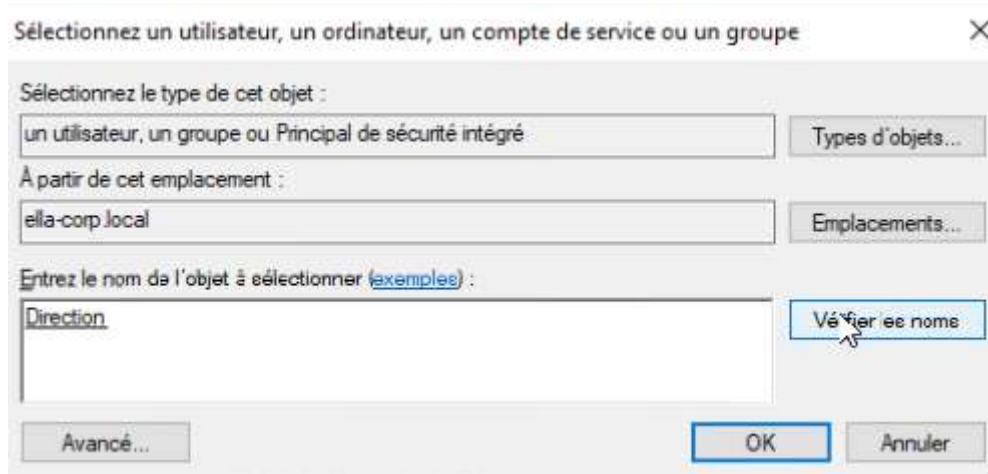 Sélectionnez un utilisateur, un ordinateur, un compte de service ou un groupe
Sélectionnez le type de cet objet :
un utilisateur, un groupe ou Principal de sécurité intégré
Types d'objets...
À partir de cet emplacement :
ella-corp.local
Emplacements...
Entrez le nom de l'objet à sélectionner (exemples) :
Direction
Vérifier les noms
Avancé...
OK
Annuler